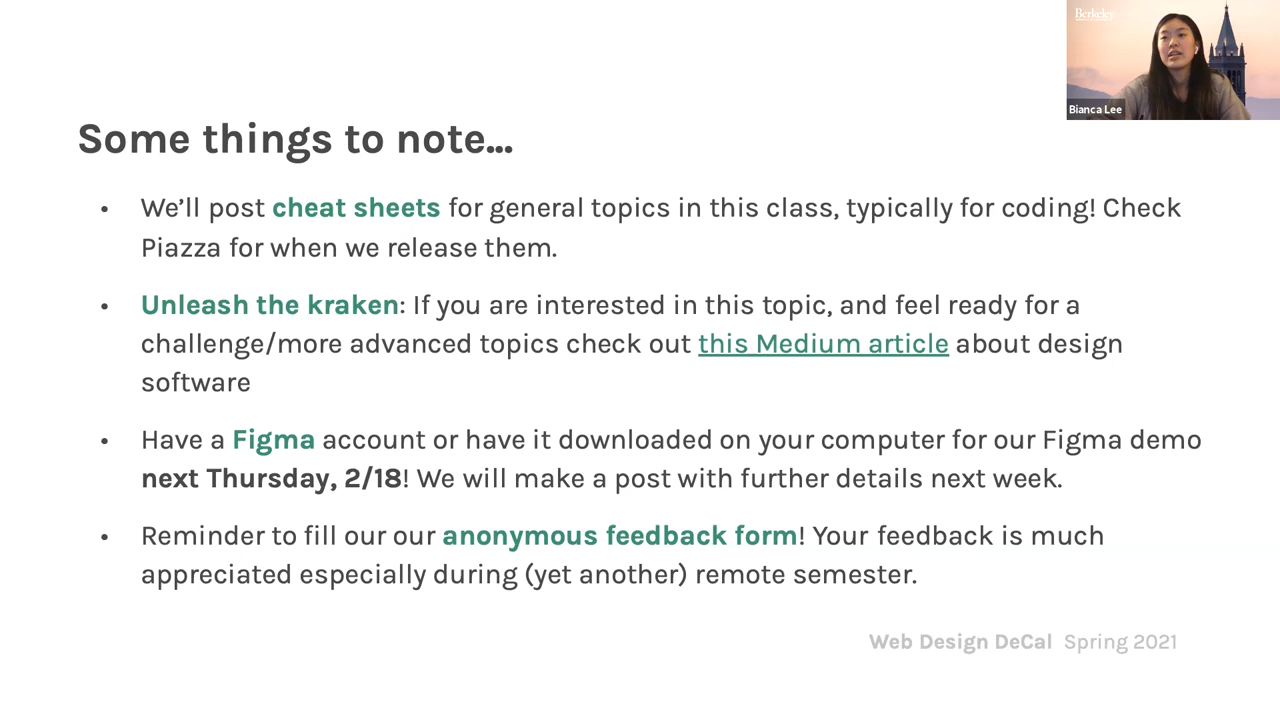 Berkeley
Bianca Lee
Some things to note...
• We’ll post cheat sheets for general topics in this class, typically for coding! Check
Piazza for when we release them.
• Unleash the kraken: If you are interested in this topic, and feel ready for a
challenge/more advanced topics check out this Medium article about design
software
• Have a Figma account or have it downloaded on your computer for our Figma demo
next Thursday, 2/18! We will make a post with further details next week.
• Reminder to fill our our anonymous feedback form! Your feedback is much
appreciated especially during (yet another) remote semester.
Web Design DeCal Spring 2021